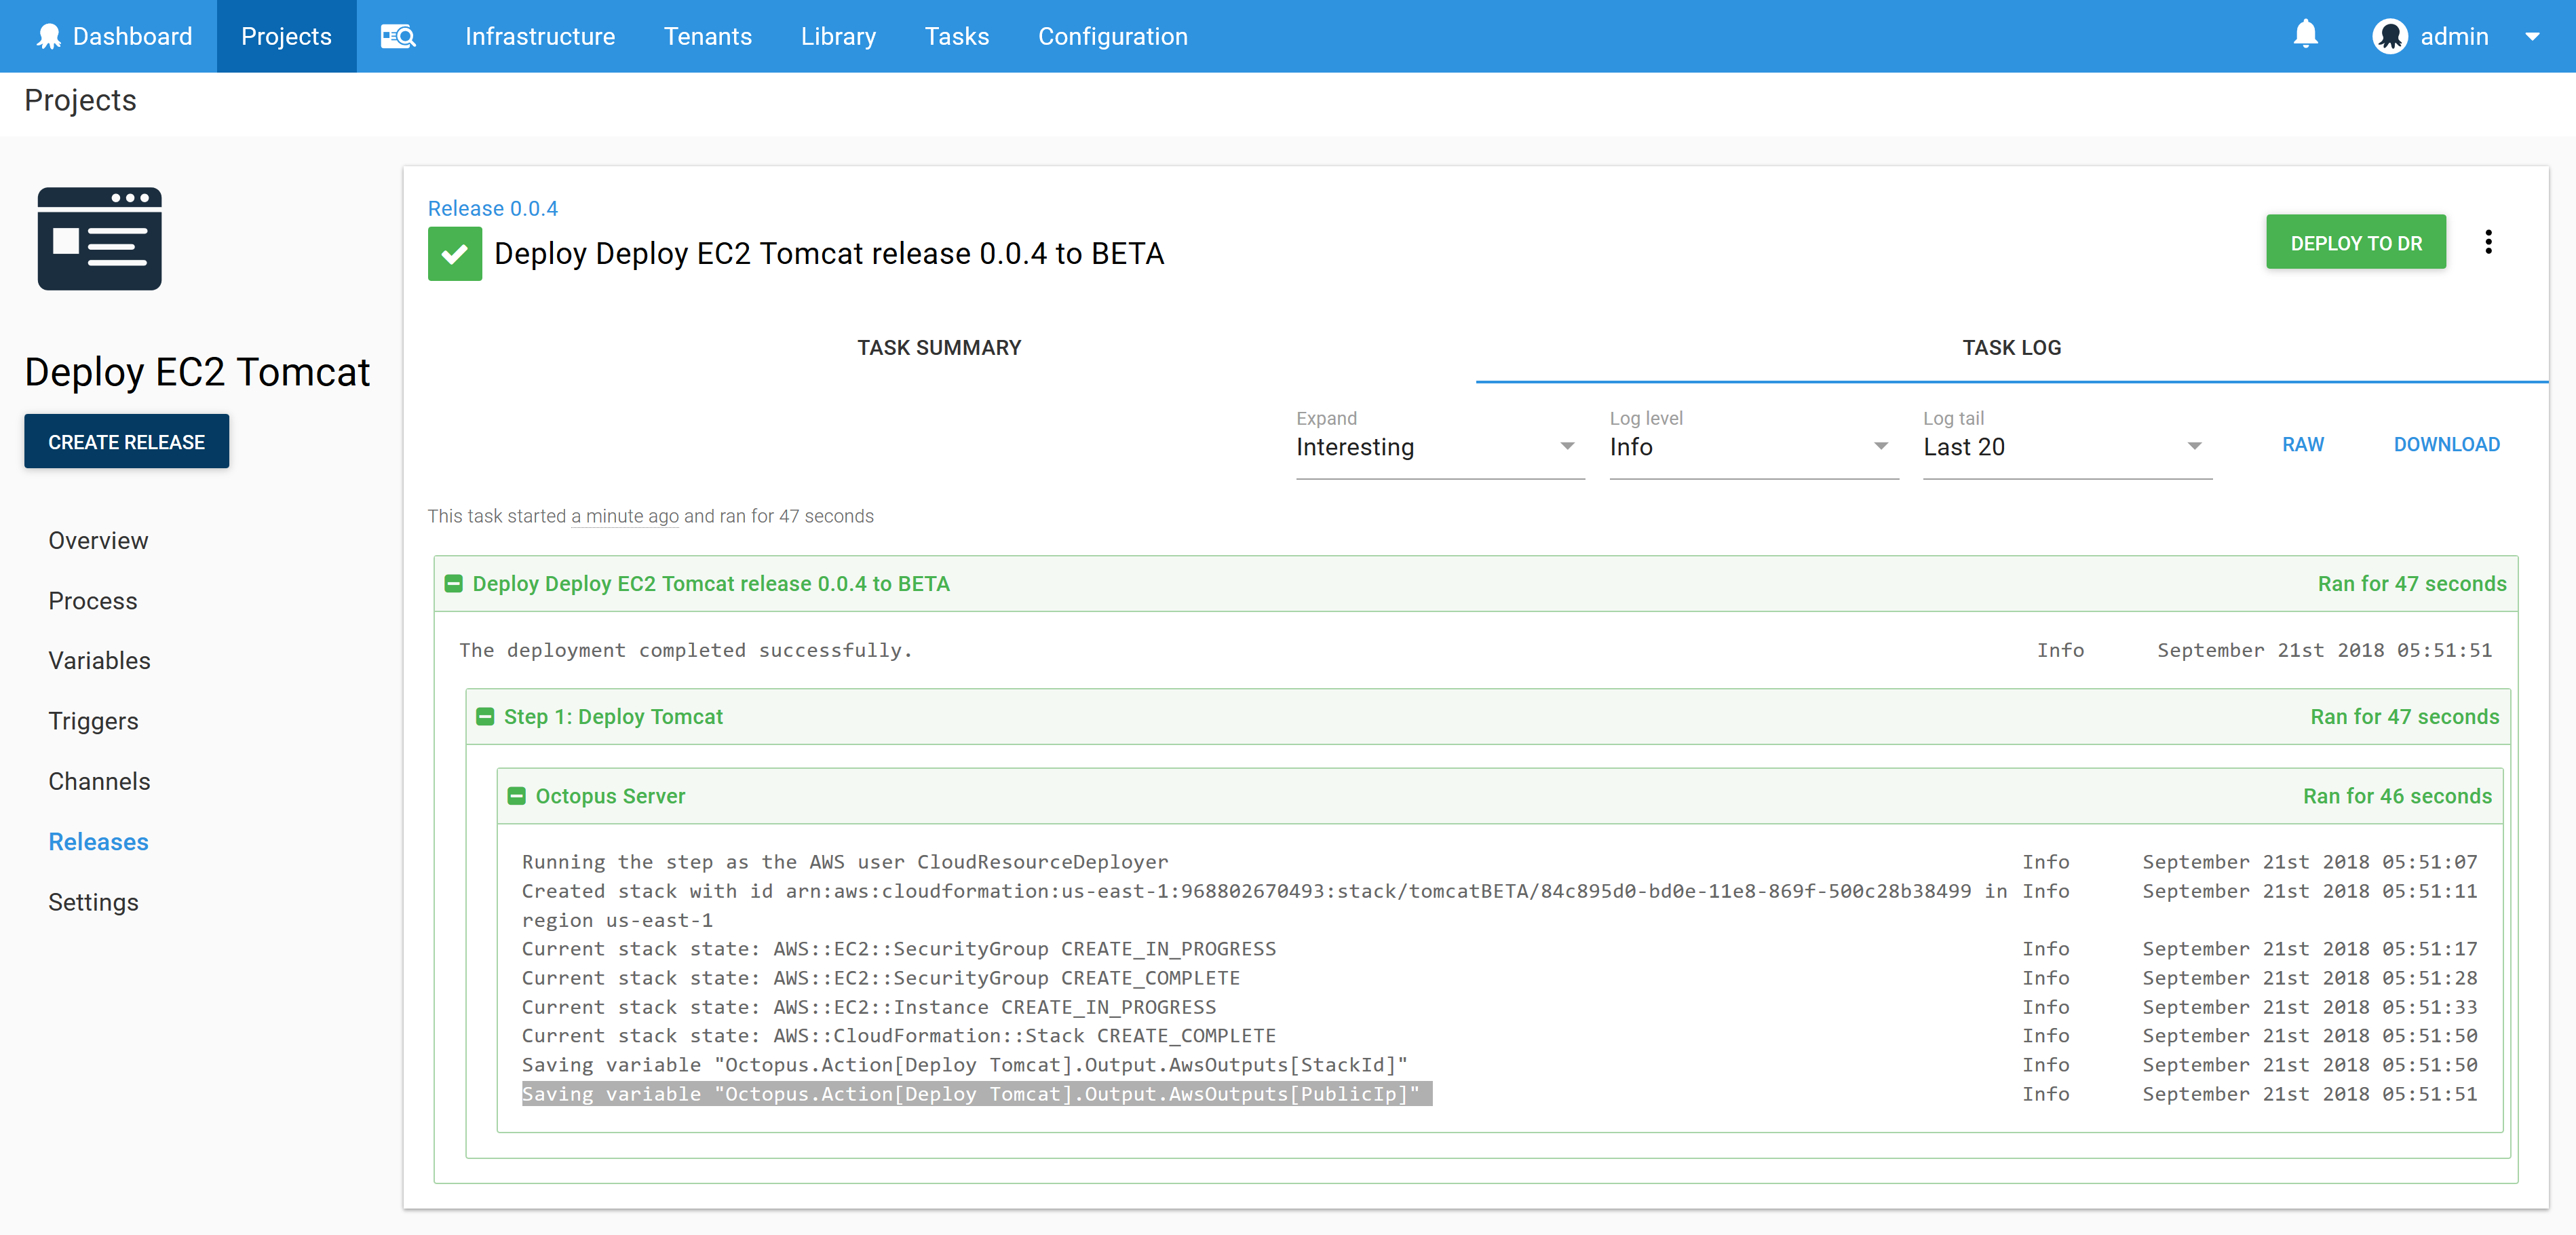 Dashboard Projects Infrastructure Tenants Library Tasks Configuration admin
Projects
Deploy EC2 Tomcat
CREATE RELEASE
Overview
Process
Variables
Triggers
Channels
Releases
Settings
Release 0.0.4
Deploy Deploy EC2 Tomcat release 0.0.4 to BETA
DEPLOY TO DR
TASK SUMMARY TASK LOG
Expand Log level Log tail
Interesting Info Last 20 RAW DOWNLOAD
This task started a minute ago and ran for 47 seconds
Deploy Deploy EC2 Tomcat release 0.0.4 to BETA Ran for 47 seconds
The deployment completed successfully. Info September 21st 2018 05:51:51
Step 1: Deploy Tomcat Ran for 47 seconds
Octopus Server Ran for 46 seconds
Running the step as the AWS user CloudResourceDeployer Info September 21st 2018 05:51:07
Created stack with id arn:aws:cloudformation:us-east-1:968802670493:stack/tomcatBETA/84c895d0-bd0e-11e8-869f-500c28b38499 in Info September 21st 2018 05:51:11
region us-east-1
Current stack state: AWS::EC2::SecurityGroup CREATE_IN_PROGRESS Info September 21st 2018 05:51:17
Current stack state: AWS::EC2::SecurityGroup CREATE_COMPLETE Info September 21st 2018 05:51:28
Current stack state: AWS::EC2::Instance CREATE_IN_PROGRESS Info September 21st 2018 05:51:33
Current stack state: AWS::CloudFormation::Stack CREATE_COMPLETE Info September 21st 2018 05:51:50
Saving variable "Octopus.Action[Deploy Tomcat].Output.AwsOutputs[StackId]" Info September 21st 2018 05:51:50
Saving variable "Octopus.Action[Deploy Tomcat].Output.AwsOutputs[PublicIp]" Info September 21st 2018 05:51:51